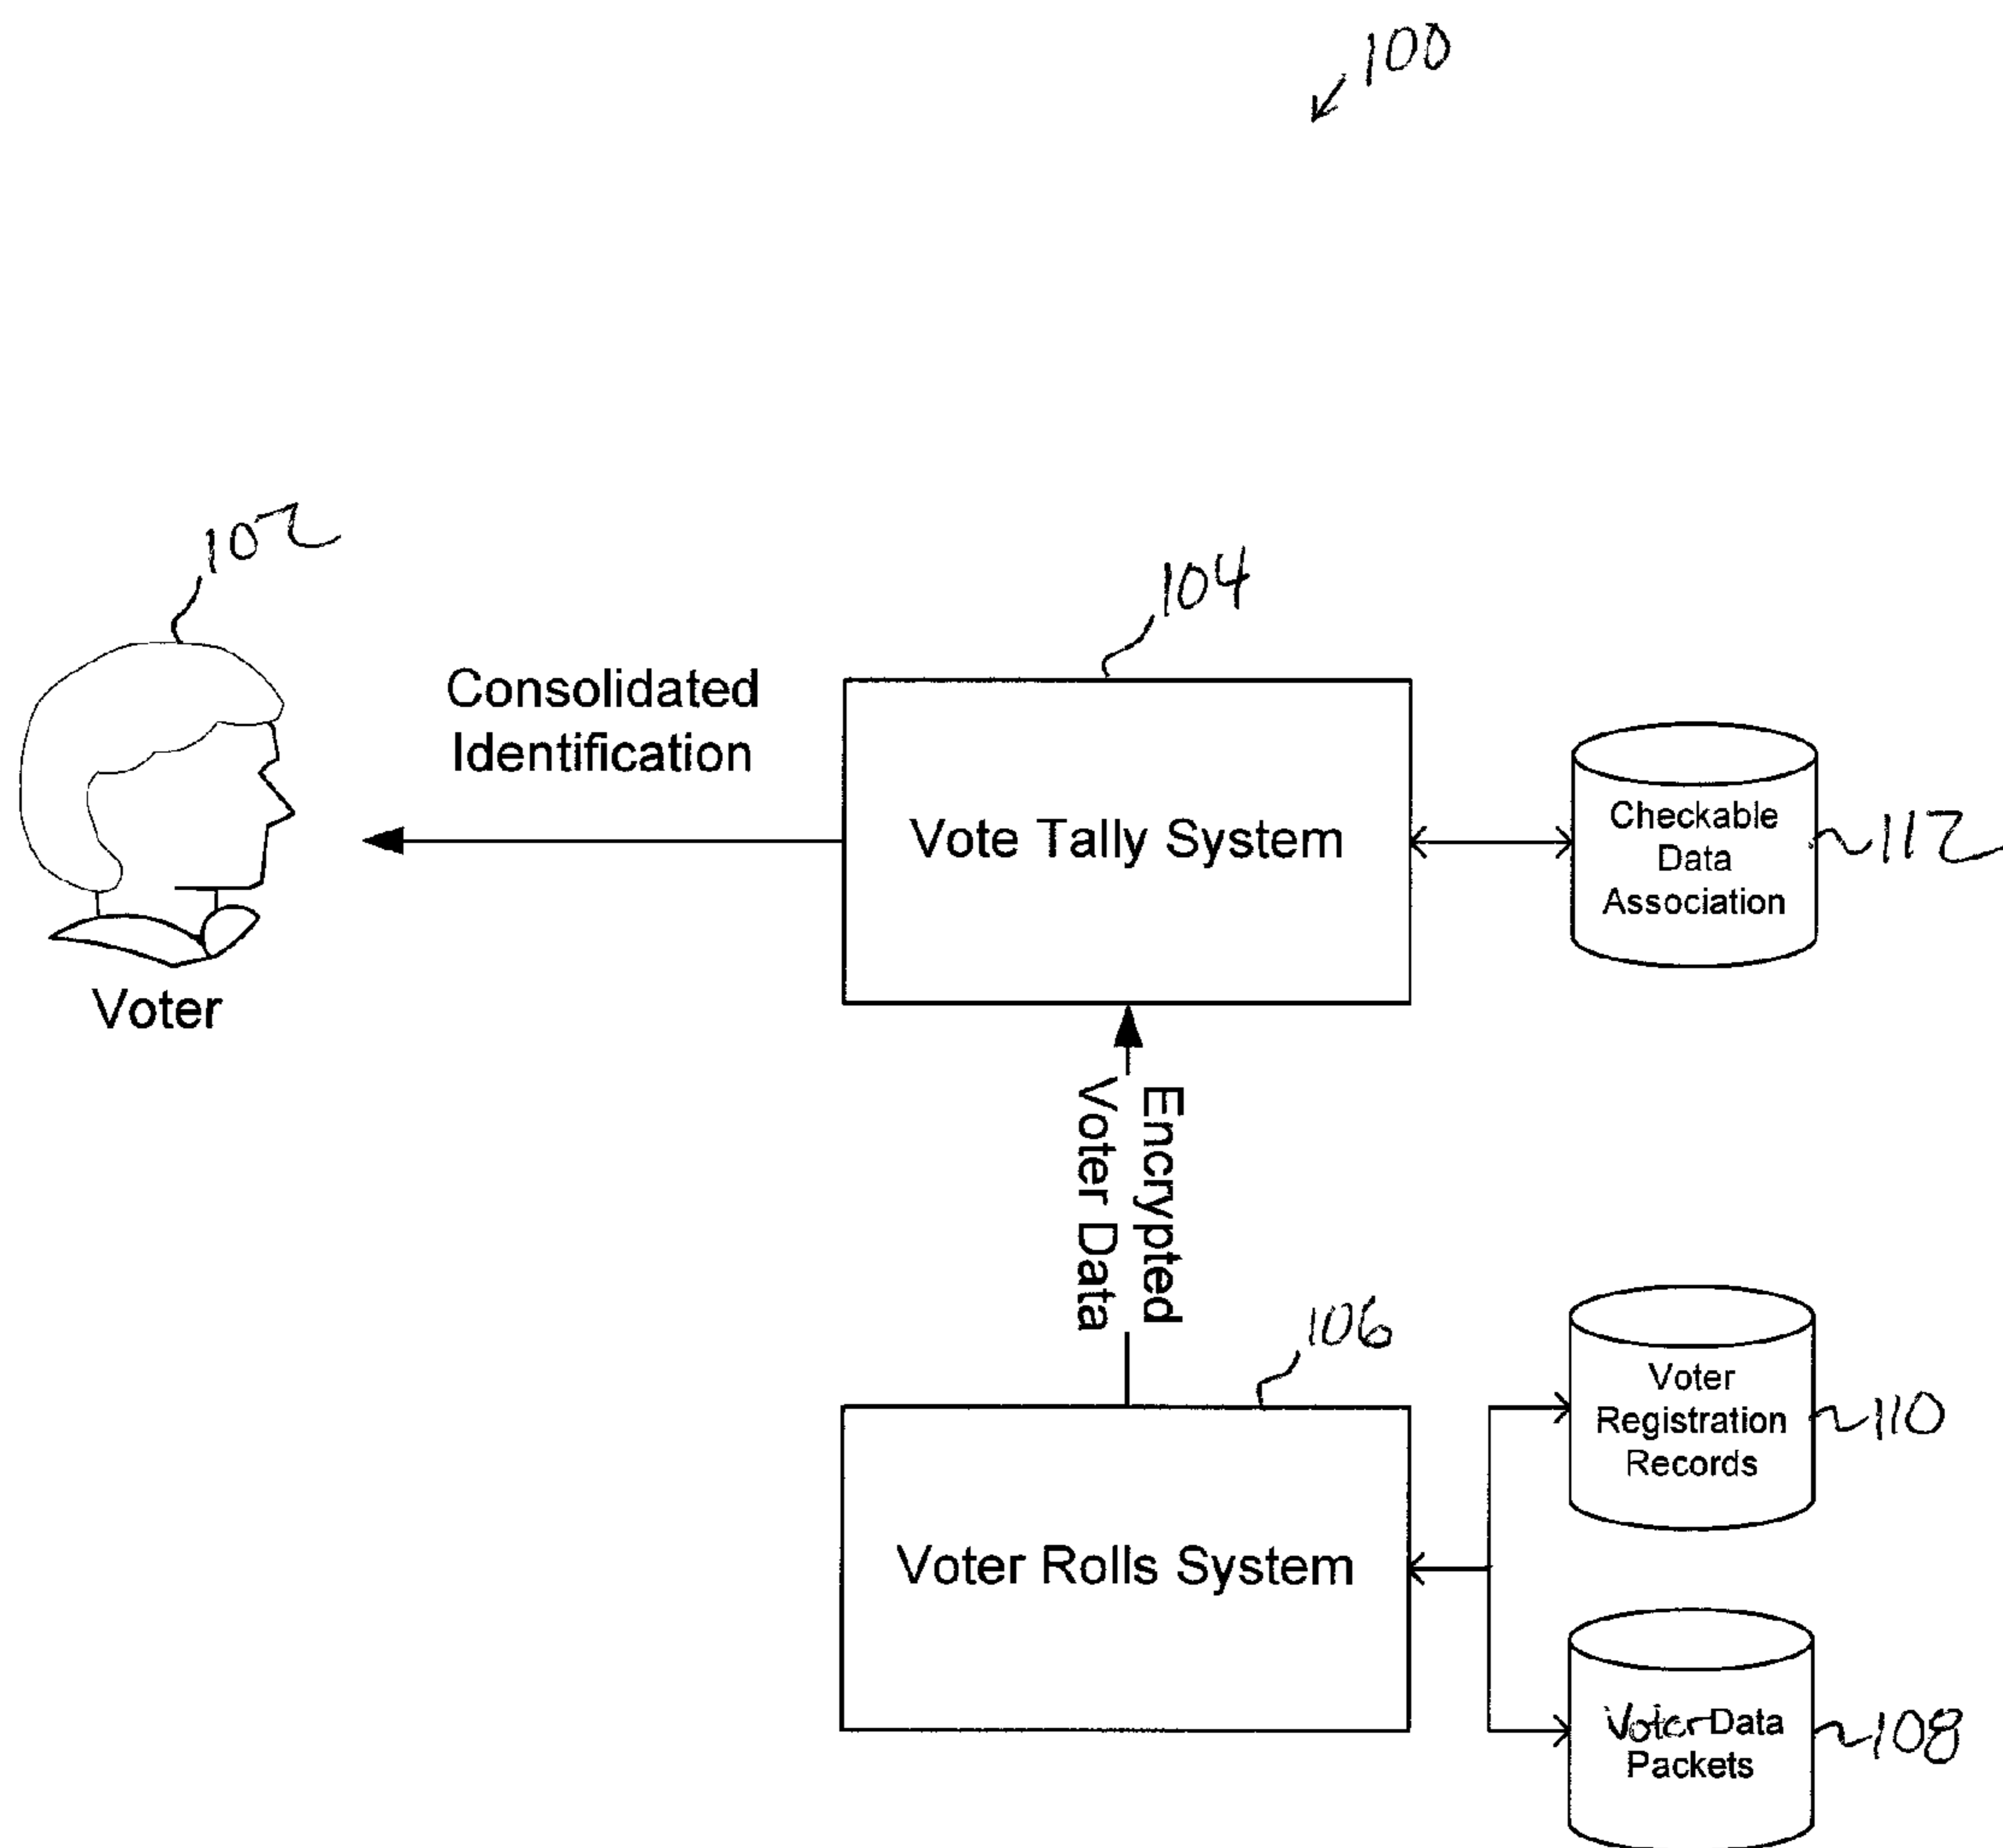 100
102
104
Consolidated
Identification
Vote Tally System
Checkable
Data
Association
112
Voter
Encrypted
Voter Data
106
Voter
Registration
Records
110
Voter Rolls System
Voter Data
Packets
108